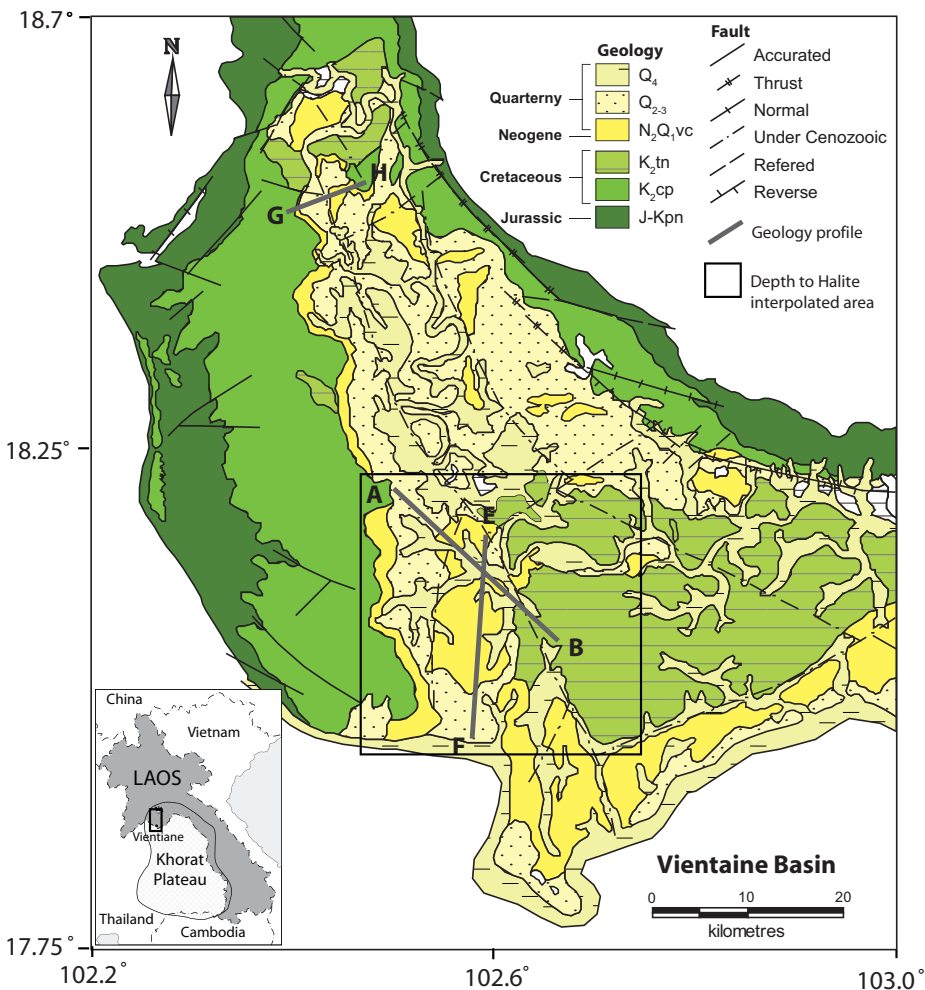 18.7°
18.25°
17.75°
102.2°
102.6°
103.0°
N
Geology
Quarterny
Q4
Q2-3
Neogene
N2Q1vc
Cretaceous
K2tn
K2cp
Jurassic
J-Kpn
Fault
Accurated
Thrust
Normal
Under Cenozooic
Refered
Reverse
Geology profile
Depth to Halite
interpolated area
H
G
A
E
B
F
China
Vietnam
LAOS
Vientiane
Khorat
Plateau
Thailand
Cambodia
Vientaine Basin
0 10 20
kilometres